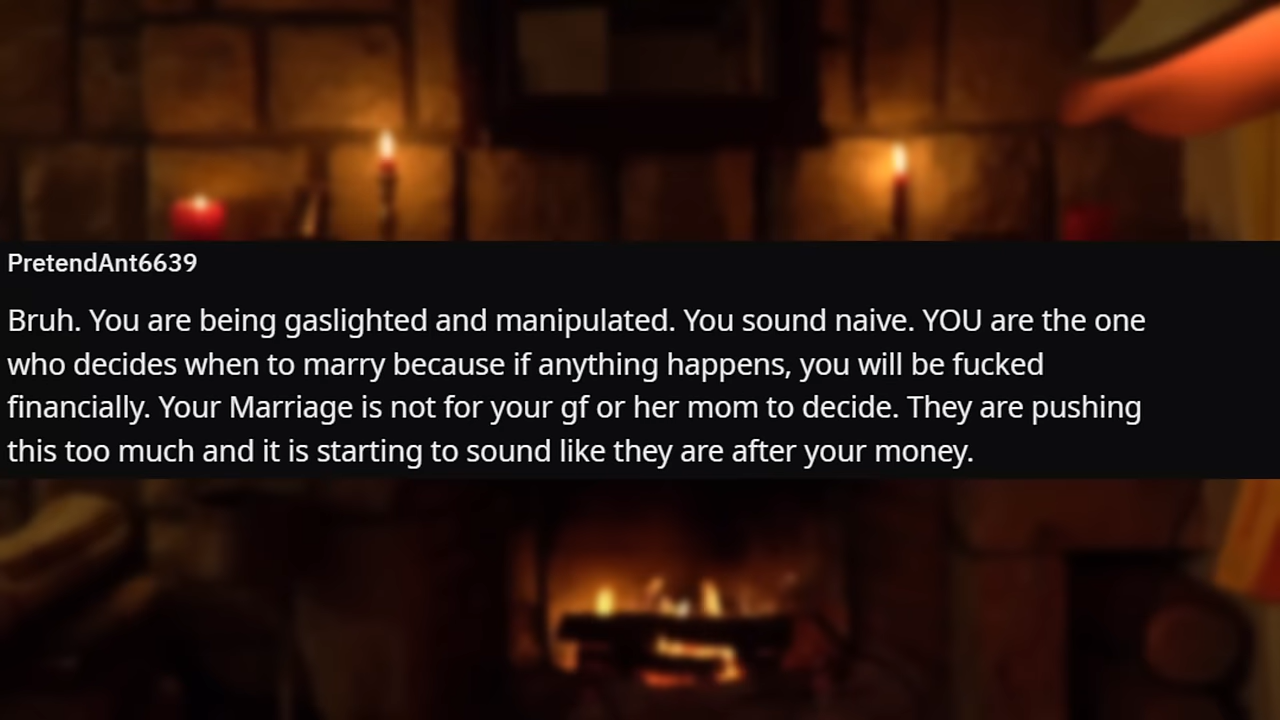 PretendAnt6639
Bruh. You are being gaslighted and manipulated. You sound naive. YOU are the one
who decides when to marry because if anything happens, you will be fucked
financially. Your Marriage is not for your gf or her mom to decide. They are pushing
this too much and it is starting to sound like they are after your money.